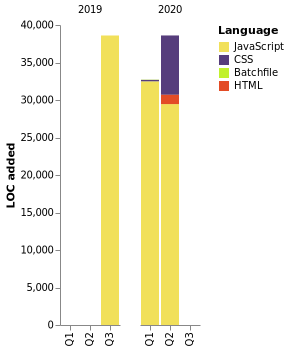 2019 2020
Language
JavaScript
CSS
Batchfile
HTML
LOC added
40,000
35,000
30,000
25,000
20,000
15,000
10,000
5,000
0
Q1 Q2 Q3 Q1 Q2 Q3